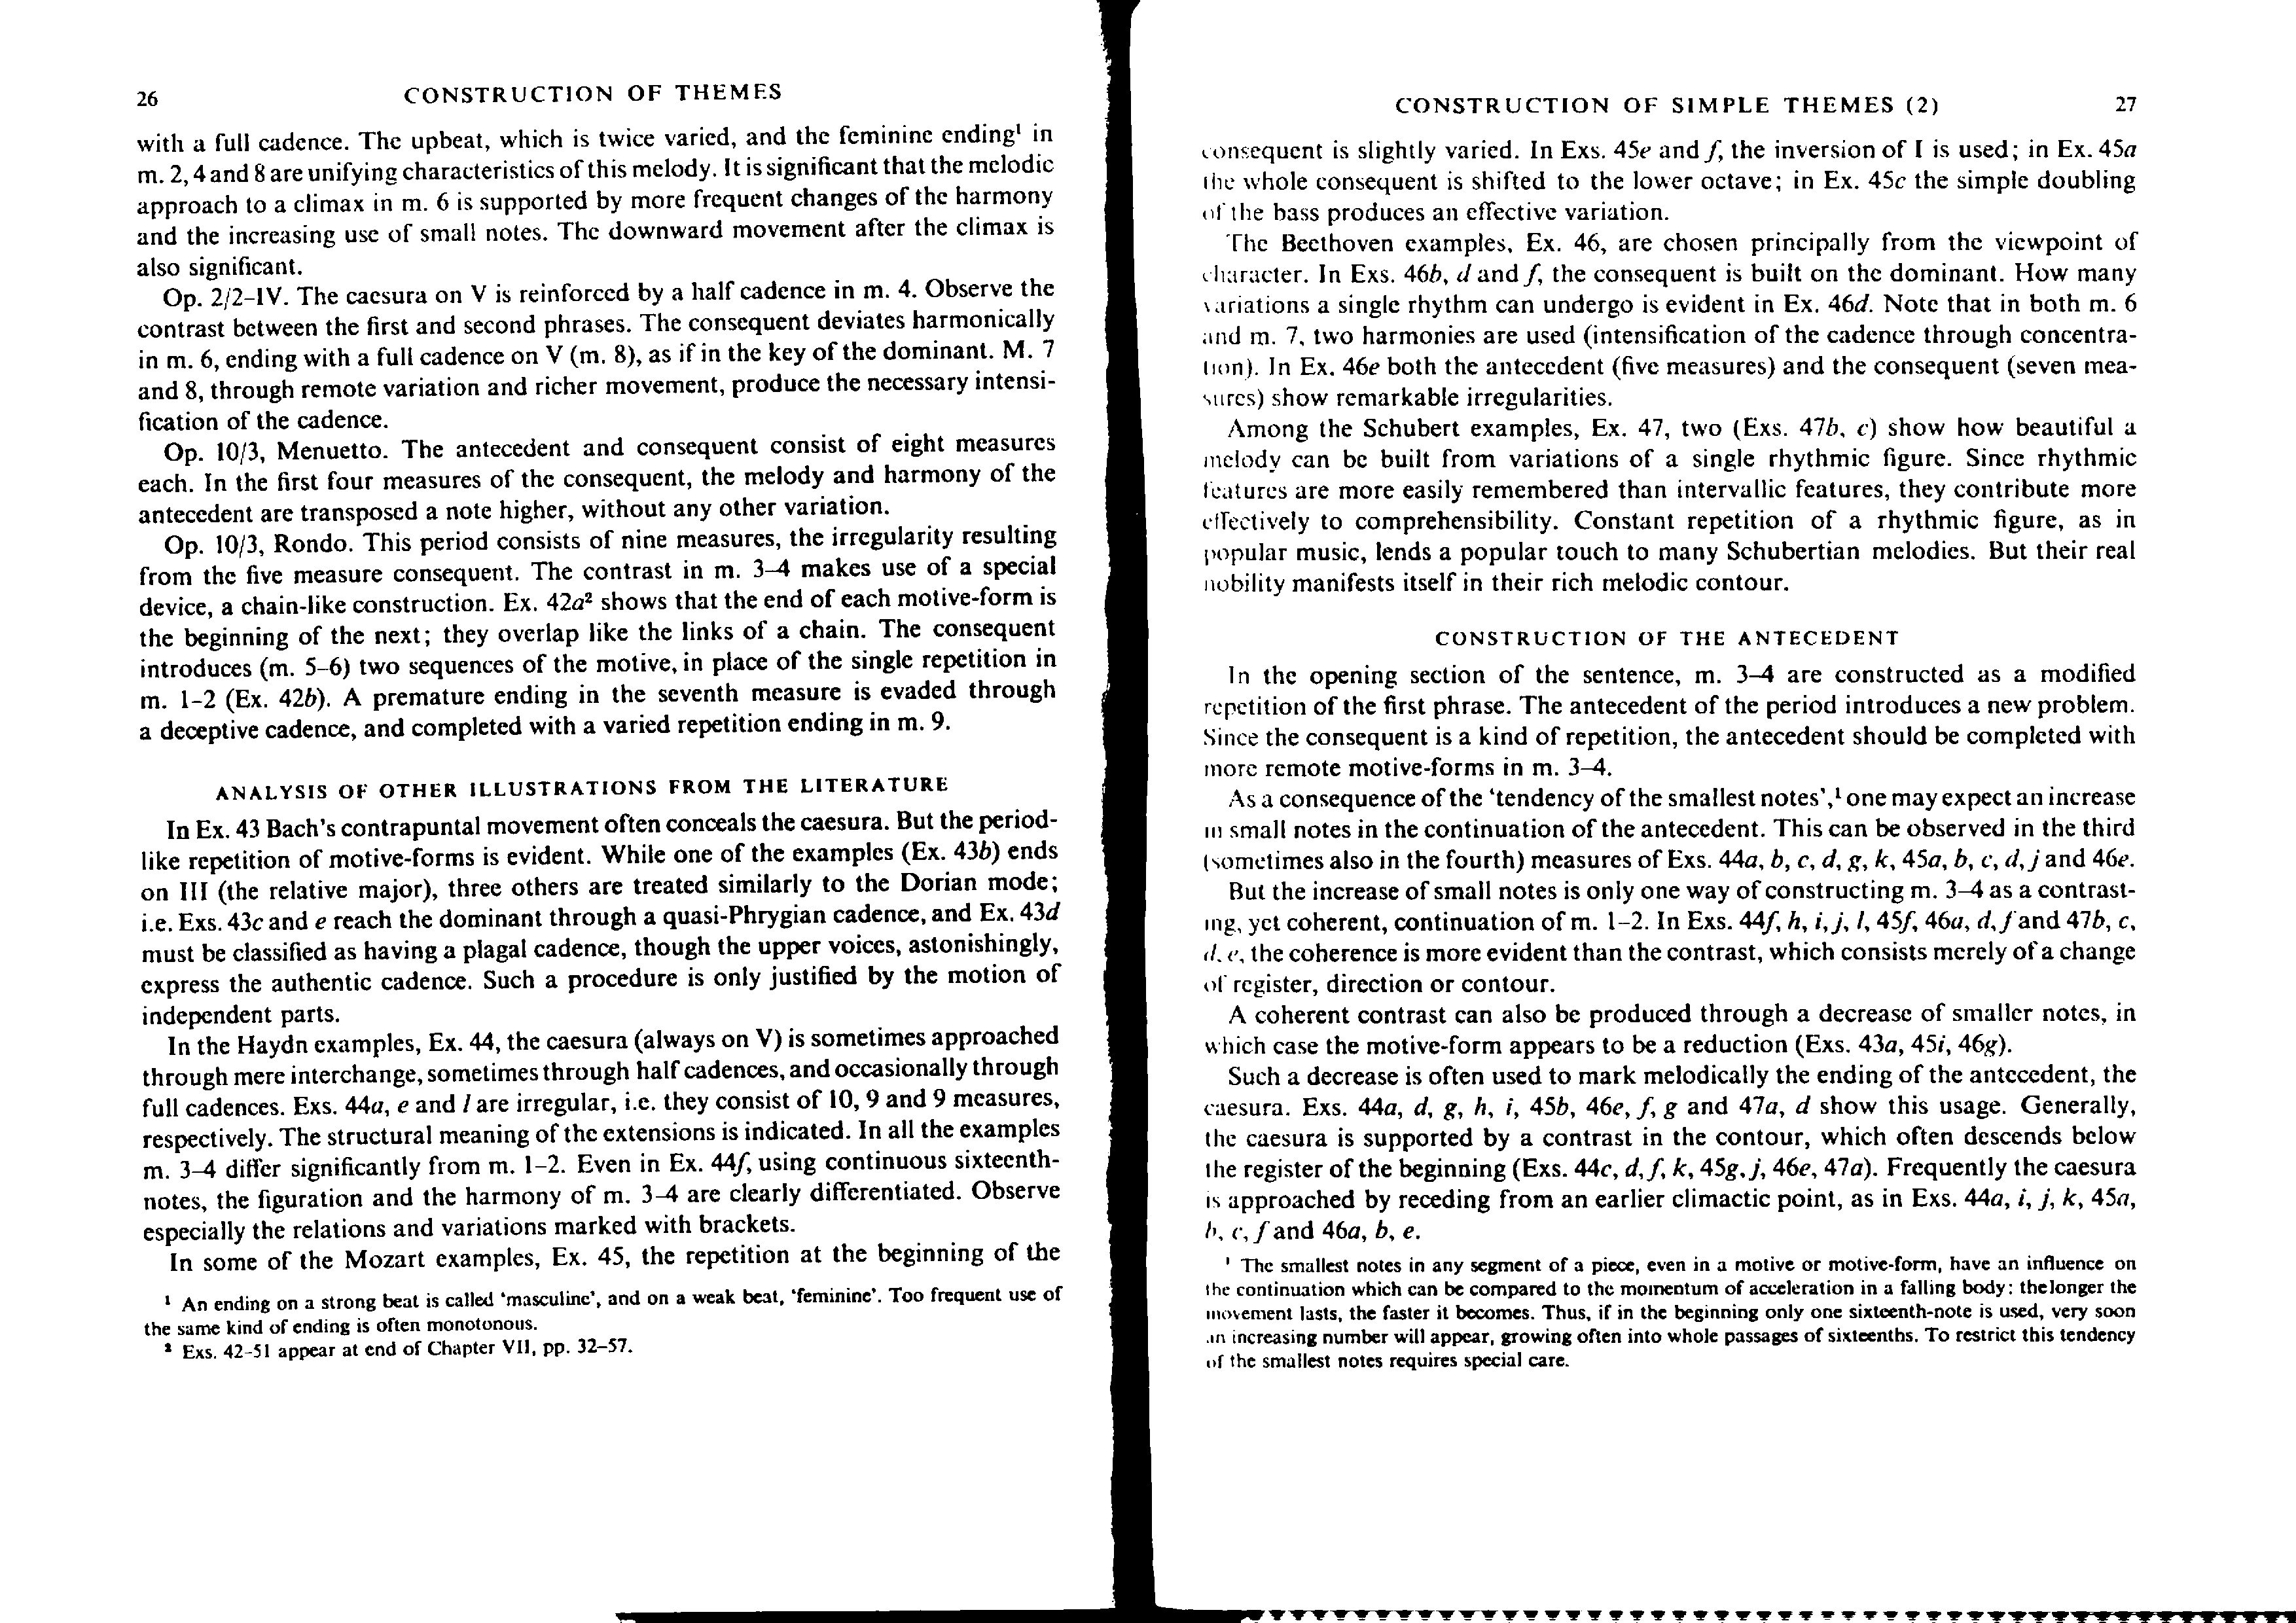 26
CONSTRUCTION OF THEMES
with a full cadence. The upbeat, which is twice varied, and the feminine ending¹ in
m. 2, 4 and 8 are unifying characteristics of this melody. It is significant that the melodic
approach to a climax in m. 6 is supported by more frequent changes of the harmony
and the increasing use of small notes. The downward movement after the climax is
also significant.
Op. 2/2–IV. The caesura on V is reinforced by a half cadence in m. 4. Observe the
contrast between the first and second phrases. The consequent deviates harmonically
in m. 6, ending with a full cadence on V (m. 8), as if in the key of the dominant. M. 7
and 8, through remote variation and richer movement, produce the necessary intensi-
fication of the cadence.
Op. 10/3, Menuetto. The antecedent and consequent consist of eight measures
each. In the first four measures of the consequent, the melody and harmony of the
antecedent are transposed a note higher, without any other variation.
Op. 10/3, Rondo. This period consists of nine measures, the irregularity resulting
from the five measure consequent. The contrast in m. 3–4 makes use of a special
device, a chain-like construction. Ex. 42a² shows that the end of each motive-form is
the beginning of the next; they overlap like the links of a chain. The consequent
introduces (m. 5–6) two sequences of the motive, in place of the single repetition in
m. 1–2 (Ex. 42b). A premature ending in the seventh measure is evaded through
a deceptive cadence, and completed with a varied repetition ending in m. 9.
ANALYSIS OF OTHER ILLUSTRATIONS FROM THE LITERATURE
In Ex. 43 Bach's contrapuntal movement often conceals the caesura. But the period-
like repetition of motive-forms is evident. While one of the examples (Ex. 43b) ends
on III (the relative major), three others are treated similarly to the Dorian mode;
i.e. Exs. 43c and e reach the dominant through a quasi-Phrygian cadence, and Ex. 43d
must be classified as having a plagal cadence, though the upper voices, astonishingly,
express the authentic cadence. Such a procedure is only justified by the motion of
independent parts.
In the Haydn examples, Ex. 44, the caesura (always on V) is sometimes approached
through mere interchange, sometimes through half cadences, and occasionally through
full cadences. Exs. 44a, e and l are irregular, i.e. they consist of 10, 9 and 9 measures,
respectively. The structural meaning of the extensions is indicated. In all the examples
m. 3–4 differ significantly from m. 1–2. Even in Ex. 44f, using continuous sixteenth-
notes, the figuration and the harmony of m. 3–4 are clearly differentiated. Observe
especially the relations and variations marked with brackets.
In some of the Mozart examples, Ex. 45, the repetition at the beginning of the
¹ An ending on a strong beat is called 'masculine', and on a weak beat, 'feminine'. Too frequent use of
the same kind of ending is often monotonous.
² Exs. 42–51 appear at end of Chapter VII, pp. 32–57.
CONSTRUCTION OF SIMPLE THEMES (2)
27
consequent is slightly varied. In Exs. 45e and f, the inversion of I is used; in Ex. 45a
the whole consequent is shifted to the lower octave; in Ex. 45c the simple doubling
of the bass produces an effective variation.
The Beethoven examples, Ex. 46, are chosen principally from the viewpoint of
character. In Exs. 46b, d and f, the consequent is built on the dominant. How many
variations a single rhythm can undergo is evident in Ex. 46d. Note that in both m. 6
and m. 7, two harmonies are used (intensification of the cadence through concentra-
tion). In Ex. 46e both the antecedent (five measures) and the consequent (seven mea-
sures) show remarkable irregularities.
Among the Schubert examples, Ex. 47, two (Exs. 47b, c) show how beautiful a
melody can be built from variations of a single rhythmic figure. Since rhythmic
features are more easily remembered than intervallic features, they contribute more
effectively to comprehensibility. Constant repetition of a rhythmic figure, as in
popular music, lends a popular touch to many Schubertian melodies. But their real
nobility manifests itself in their rich melodic contour.
CONSTRUCTION OF THE ANTECEDENT
In the opening section of the sentence, m. 3–4 are constructed as a modified
repetition of the first phrase. The antecedent of the period introduces a new problem.
Since the consequent is a kind of repetition, the antecedent should be completed with
more remote motive-forms in m. 3–4.
As a consequence of the 'tendency of the smallest notes',¹ one may expect an increase
in small notes in the continuation of the antecedent. This can be observed in the third
(sometimes also in the fourth) measures of Exs. 44a, b, c, d, g, k, 45a, b, c, d, j and 46e.
But the increase of small notes is only one way of constructing m. 3–4 as a contrast-
ing, yet coherent, continuation of m. 1–2. In Exs. 44f, h, i, j, l, 45f, 46a, d, f and 47b, c,
d, e, the coherence is more evident than the contrast, which consists merely of a change
of register, direction or contour.
A coherent contrast can also be produced through a decrease of smaller notes, in
which case the motive-form appears to be a reduction (Exs. 43a, 45i, 46g).
Such a decrease is often used to mark melodically the ending of the antecedent, the
caesura. Exs. 44a, d, g, h, i, 45b, 46e, f, g and 47a, d show this usage. Generally,
the caesura is supported by a contrast in the contour, which often descends below
the register of the beginning (Exs. 44c, d, f, k, 45g, j, 46e, 47a). Frequently the caesura
is approached by receding from an earlier climactic point, as in Exs. 44a, i, j, k, 45a,
b, c, f and 46a, b, e.
¹ The smallest notes in any segment of a piece, even in a motive or motive-form, have an influence on
the continuation which can be compared to the momentum of acceleration in a falling body: thelonger the
movement lasts, the faster it becomes. Thus, if in the beginning only one sixteenth-note is used, very soon
an increasing number will appear, growing often into whole passages of sixteenths. To restrict this tendency
of the smallest notes requires special care.